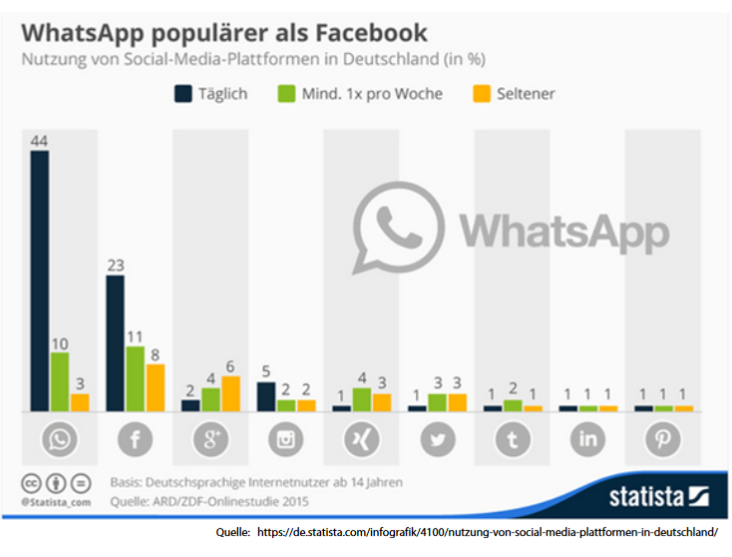 WhatsApp populärer als Facebook
Nutzung von Social-Media-Plattformen in Deutschland (in %)
Täglich Mind. 1x pro Woche Seltener
44 10 3
23 11 8
2 4 6
5 2 2
1 4 3
1 3 3
1 2 1
1 1 1
1 1 1
WhatsApp
f g+ t in
cc
@Statista_com
Basis: Deutschsprachige Internetnutzer ab 14 Jahren
Quelle: ARD/ZDF-Onlinestudie 2015
statista
Quelle: https://de.statista.com/infografik/4100/nutzung-von-social-media-plattformen-in-deutschland/